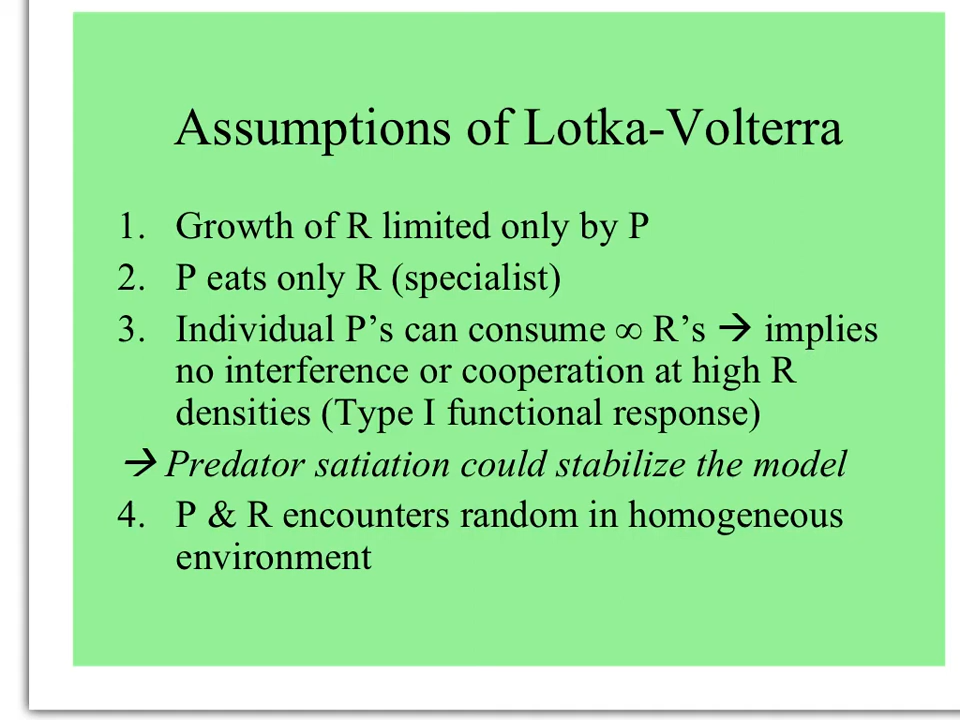 Assumptions of Lotka-Volterra
1. Growth of R limited only by P
2. P eats only R (specialist)
3. Individual P’s can consume ∞ R’s → implies
no interference or cooperation at high R
densities (Type I functional response)
→ Predator satiation could stabilize the model
4. P & R encounters random in homogeneous
environment